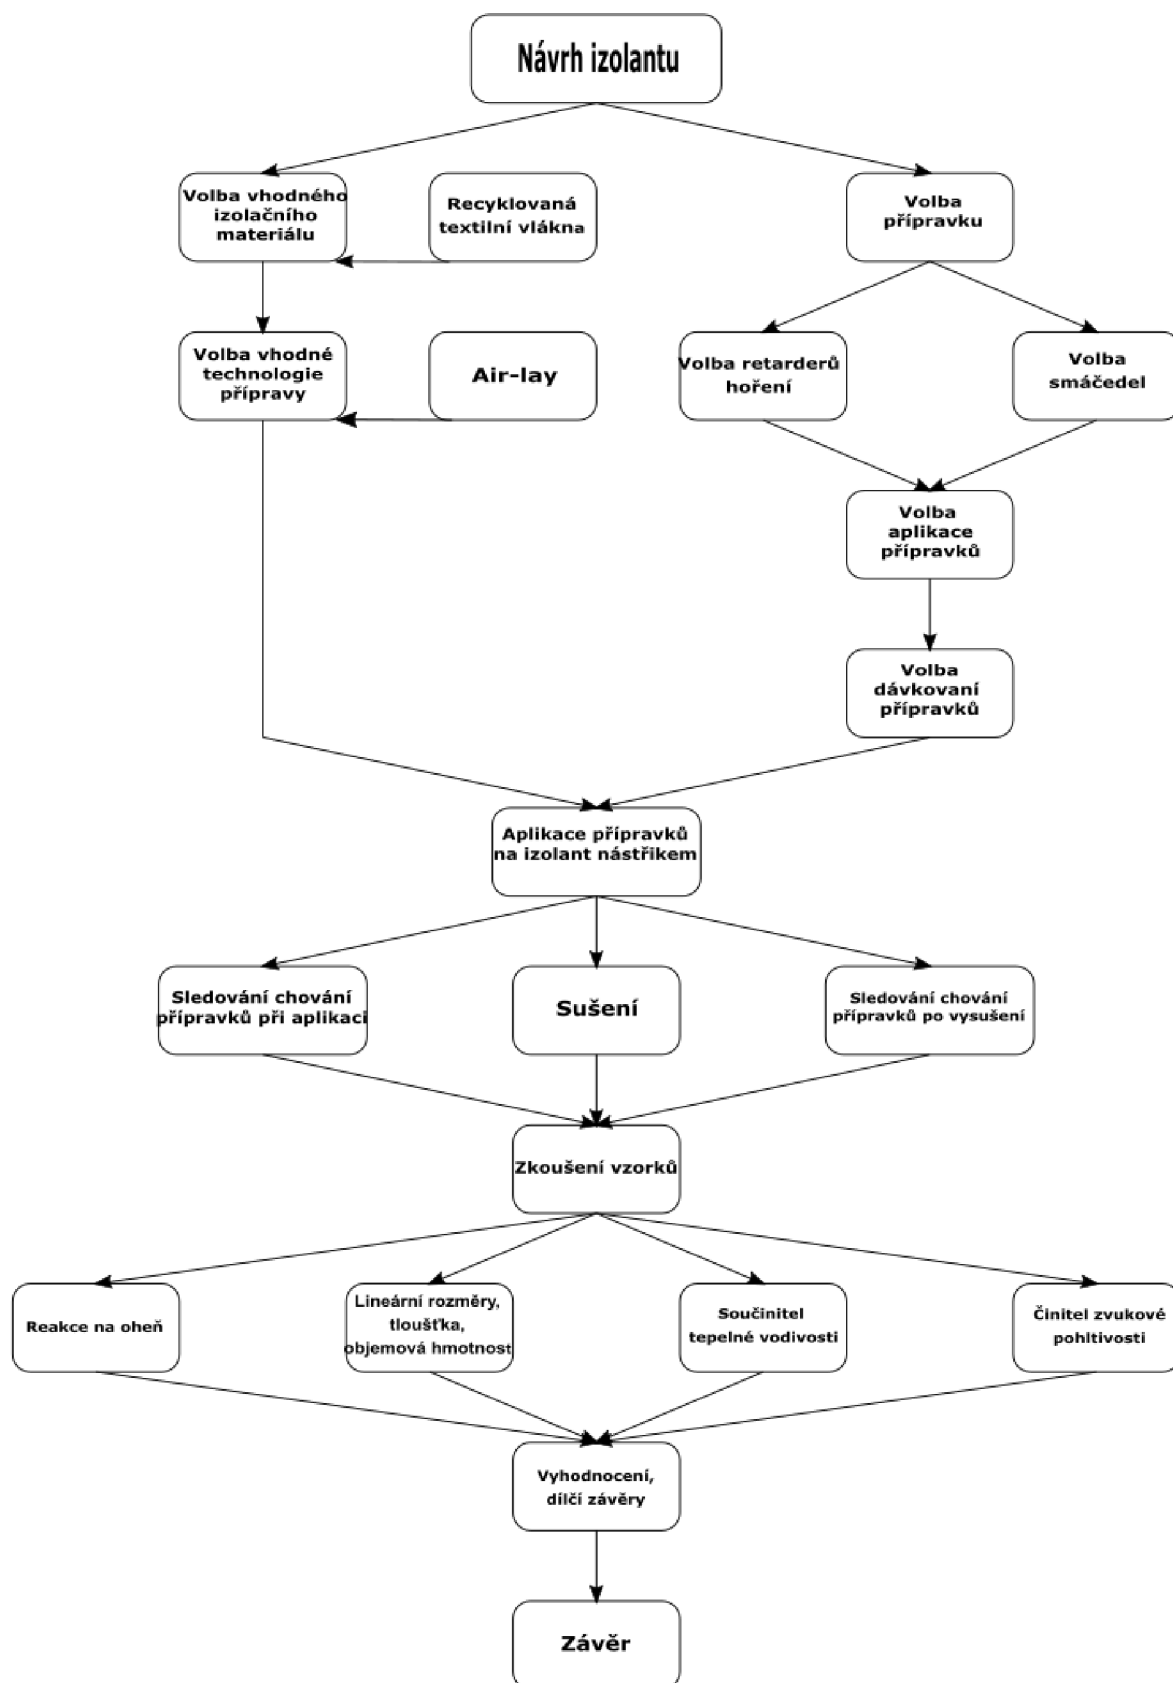 Návrh izolantu
Volba vhodného
izolačního
materiálu
Recyklovaná
textilní vlákna
Volba
přípravku
Volba vhodné
technologie
přípravy
Air-lay
Volba retarderů
hoření
Volba
smáčedel
Volba
aplikace
přípravků
Volba
dávkovaní
přípravků
Aplikace přípravků
na izolant nástřikem
Sledování chování
přípravků při aplikaci
Sušení
Sledování chování
přípravků po vysušení
Zkoušení vzorků
Reakce na oheň
Lineární rozměry,
tloušťka,
objemová hmotnost
Součinitel
tepelné vodivosti
Činitel zvukové
pohltivosti
Vyhodnocení,
dílčí závěry
Závěr